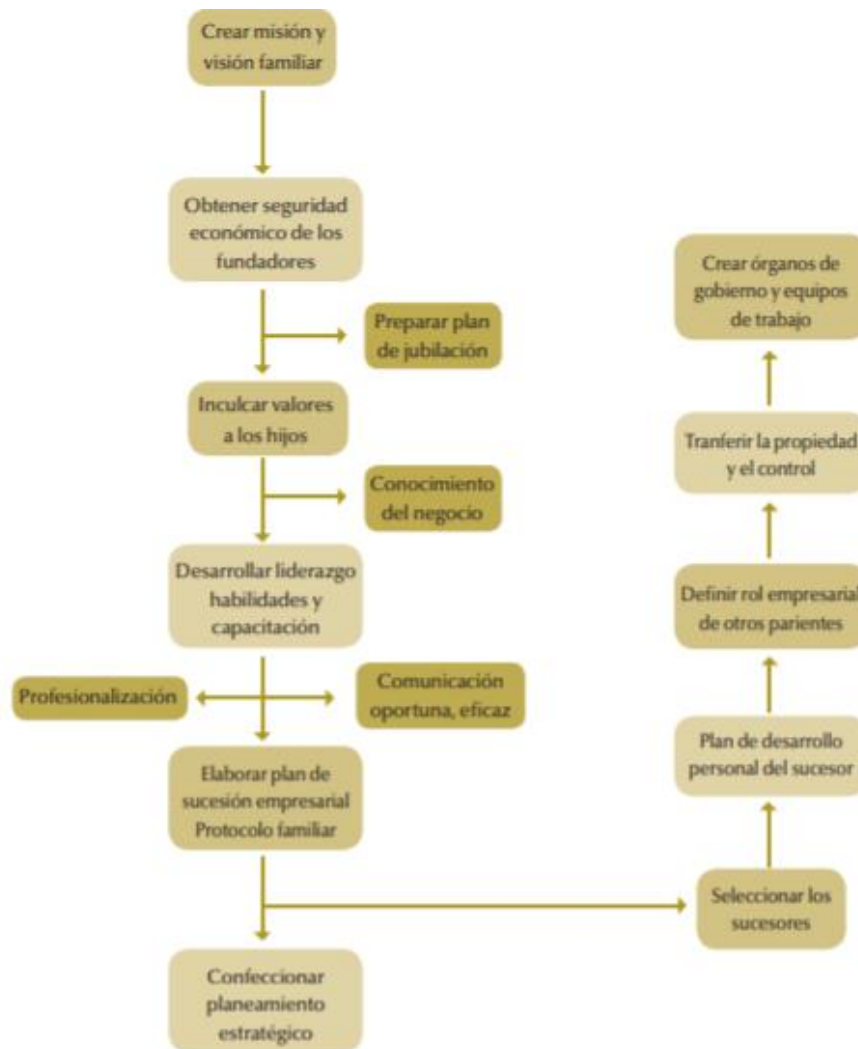 Crear misión y
visión familiar
Obtener seguridad
económico de los
fundadores
Preparar plan
de jubilación
Inculcar valores
a los hijos
Conocimiento
del negocio
Desarrollar liderazgo
habilidades y
capacitación
Profesionalización
Comunicación
oportuna, eficaz
Elaborar plan de
sucesión empresarial
Protocolo familiar
Confeccionar
planeamiento
estratégico
Seleccionar los
sucesores
Plan de desarrollo
personal del sucesor
Definir rol empresarial
de otros parientes
Tranferir la propiedad
y el control
Crear órganos de
gobierno y equipos
de trabajo